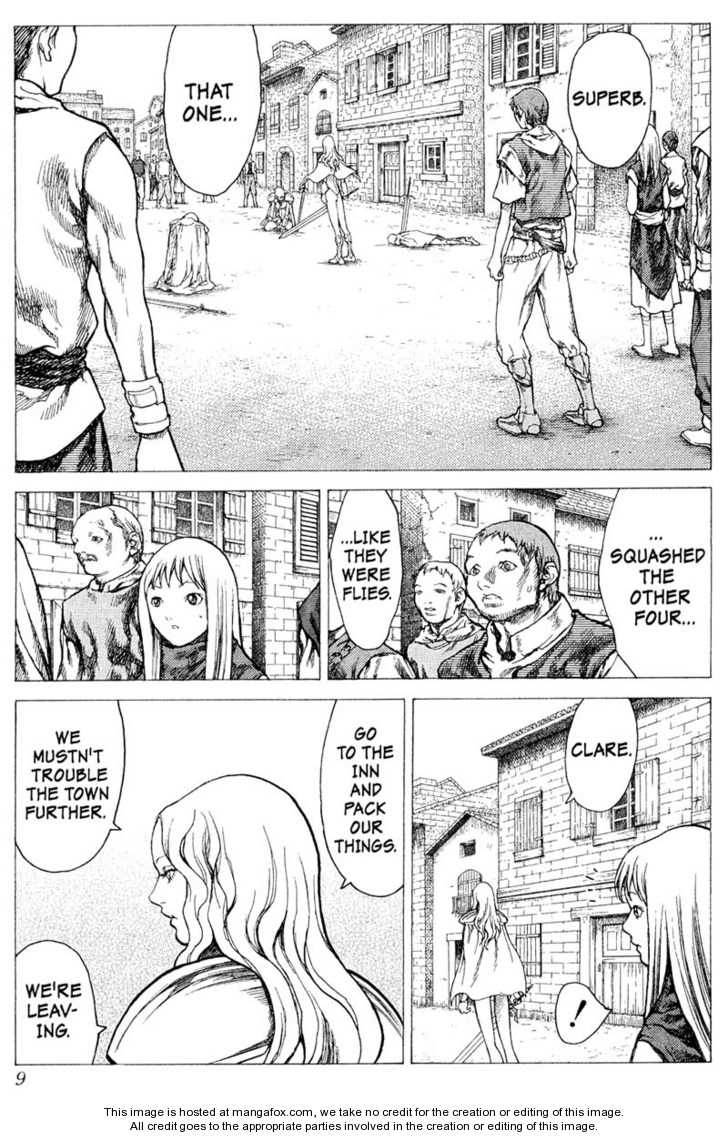 SUPERB.
THAT
ONE...
...
SQUASHED
THE
OTHER
FOUR...
...LIKE
THEY
WERE
FLIES.
CLARE.
!
GO
TO THE
INN
AND
PACK
OUR
THINGS.
WE
MUSTN'T
TROUBLE
THE TOWN
FURTHER.
WE'RE
LEAV-
ING.
9
This image is hosted at mangafox.com, we take no credit for the creation or editing of this image.
All credit goes to the appropriate parties involved in the creation or editing of this image.